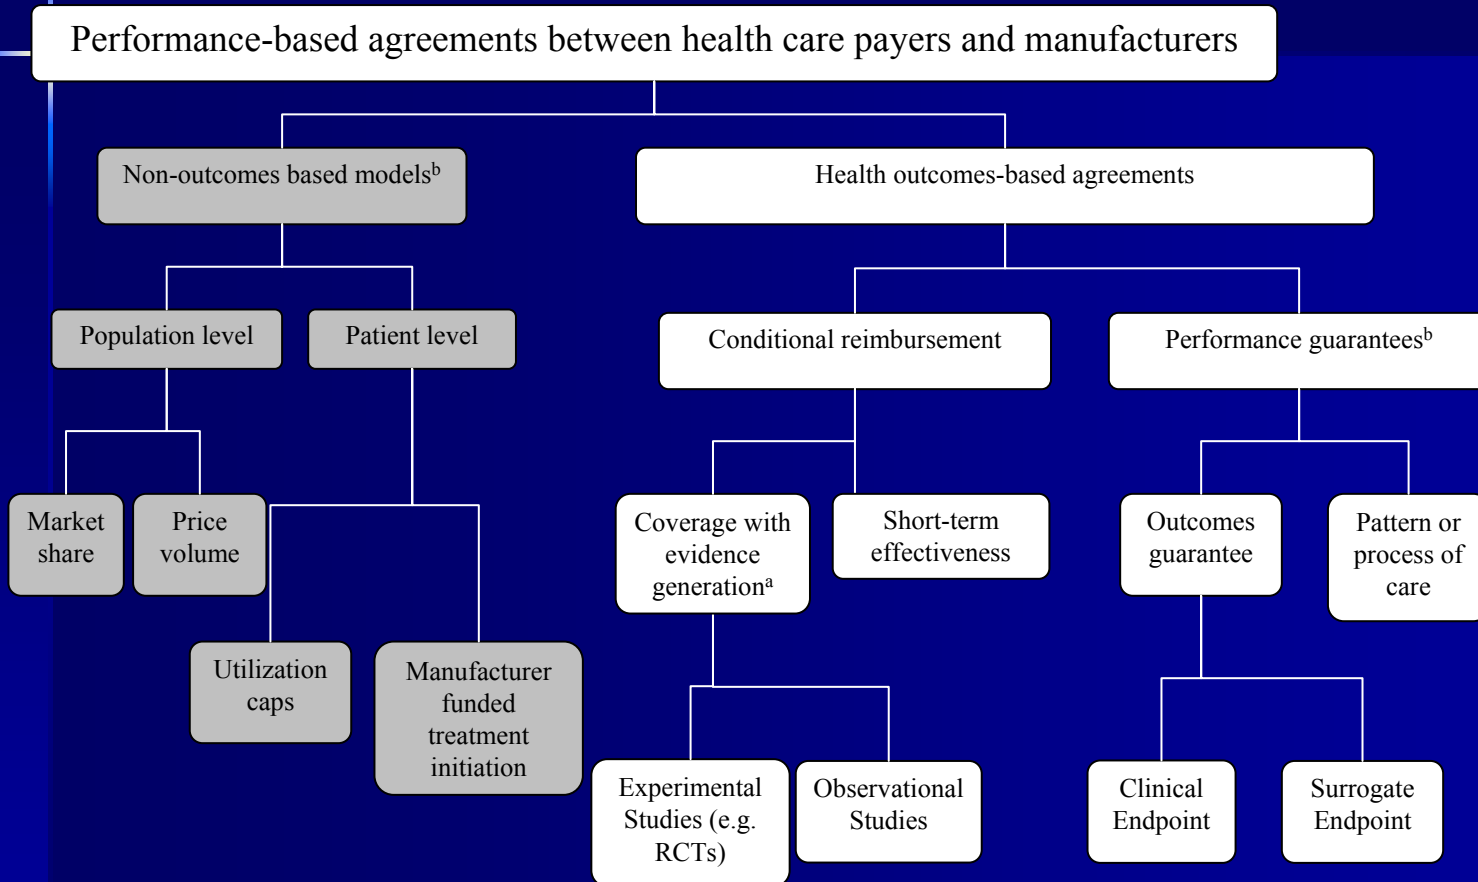 Performance-based agreements between health care payers and manufacturers
Non-outcomes based modelsᵇ
Health outcomes-based agreements
Population level
Patient level
Conditional reimbursement
Performance guaranteesᵇ
Market
share
Price
volume
Coverage with
evidence
generationᵃ
Short-term
effectiveness
Outcomes
guarantee
Pattern or
process of
care
Utilization
caps
Manufacturer
funded
treatment
initiation
Experimental
Studies (e.g.
RCTs)
Observational
Studies
Clinical
Endpoint
Surrogate
Endpoint